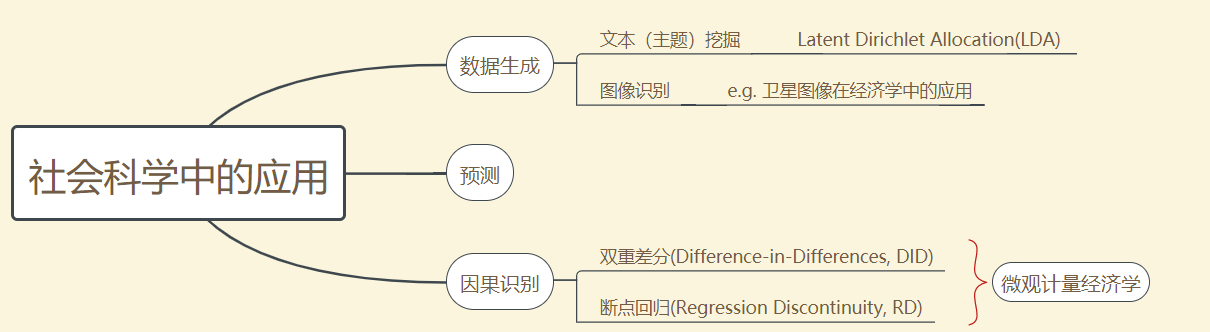 社会科学中的应用
数据生成
文本（主题）挖掘
Latent Dirichlet Allocation(LDA)
图像识别
e.g. 卫星图像在经济学中的应用
预测
因果识别
双重差分(Difference-in-Differences, DID)
断点回归(Regression Discontinuity, RD)
微观计量经济学